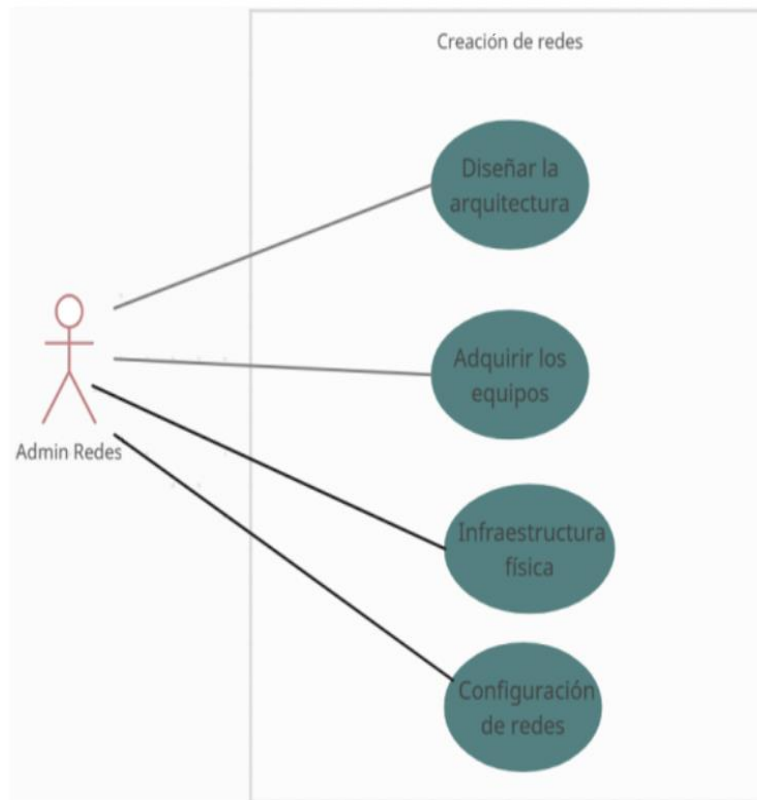 Creación de redes
Diseñar la
arquitectura
Adquirir los
equipos
Admin Redes
Infraestructura
física
Configuración
de redes